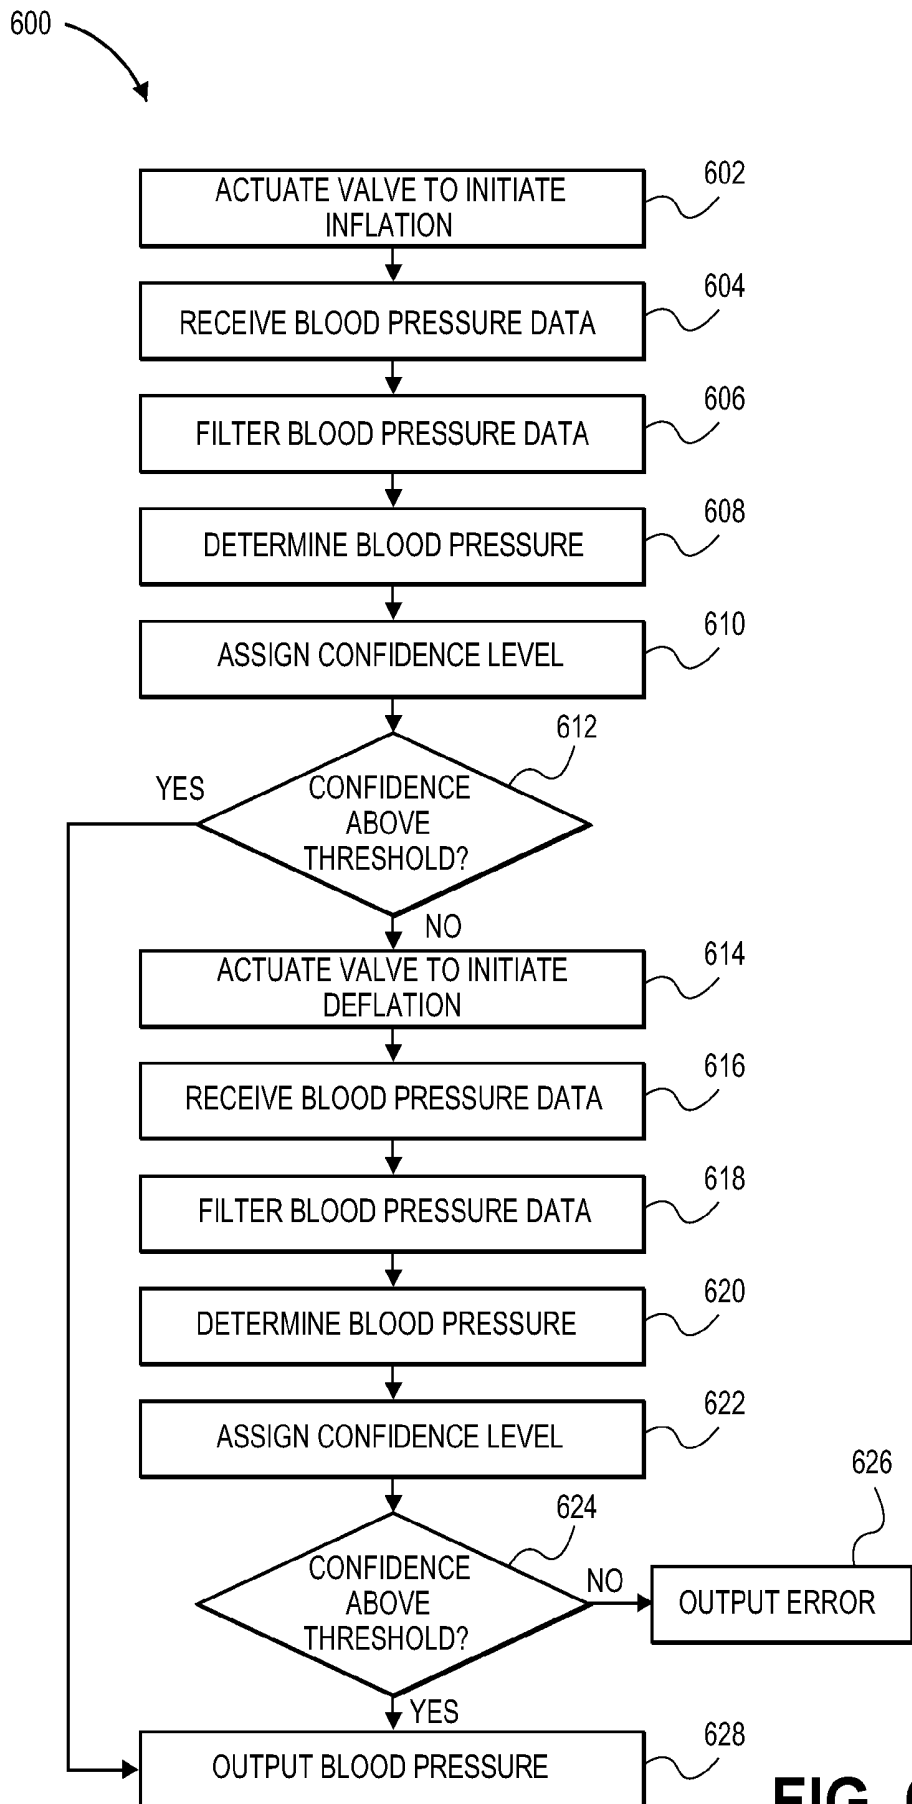 600
ACTUATE VALVE TO INITIATE
INFLATION
602
RECEIVE BLOOD PRESSURE DATA
604
FILTER BLOOD PRESSURE DATA
606
DETERMINE BLOOD PRESSURE
608
ASSIGN CONFIDENCE LEVEL
610
612
YES
CONFIDENCE
ABOVE
THRESHOLD?
NO
ACTUATE VALVE TO INITIATE
DEFLATION
614
RECEIVE BLOOD PRESSURE DATA
616
FILTER BLOOD PRESSURE DATA
618
DETERMINE BLOOD PRESSURE
620
ASSIGN CONFIDENCE LEVEL
622
624
CONFIDENCE
ABOVE
THRESHOLD?
NO
626
OUTPUT ERROR
YES
OUTPUT BLOOD PRESSURE
628
FIG.